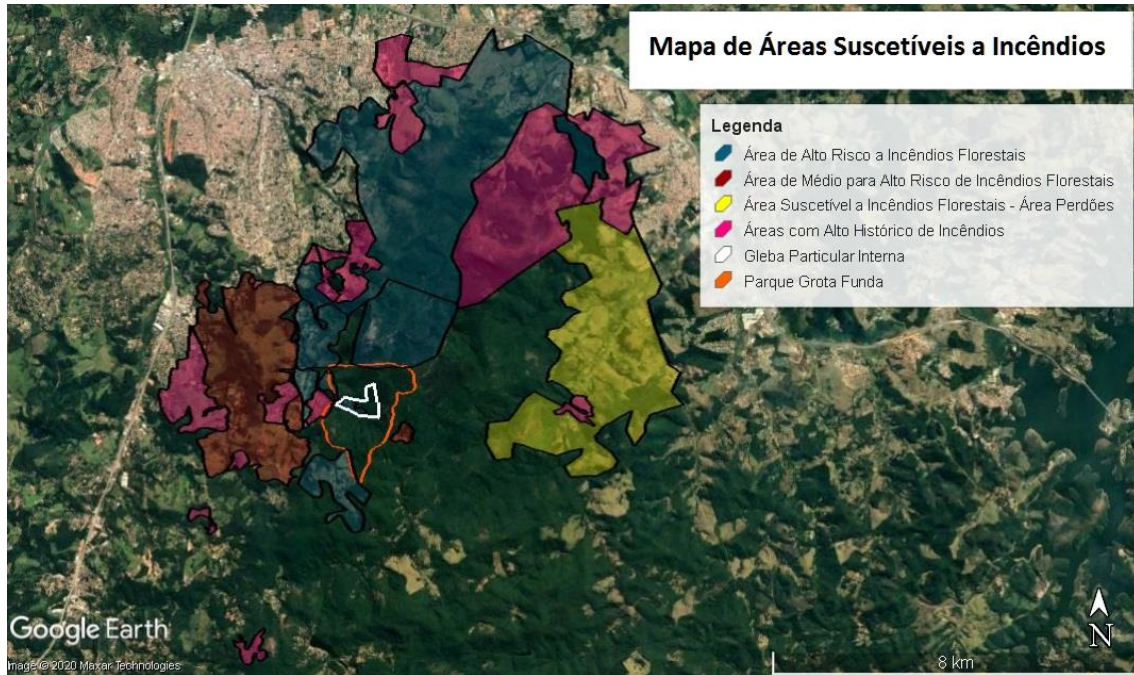 Mapa de Áreas Suscetíveis a Incêndios
Legenda
Área de Alto Risco a Incêndios Florestais
Área de Médio para Alto Risco de Incêndios Florestais
Área Suscetível a Incêndios Florestais - Área Perdões
Áreas com Alto Histórico de Incêndios
Gleba Particular Interna
Parque Grota Funda
N
Google Earth
8 km
Image © 2020 Maxar Technologies